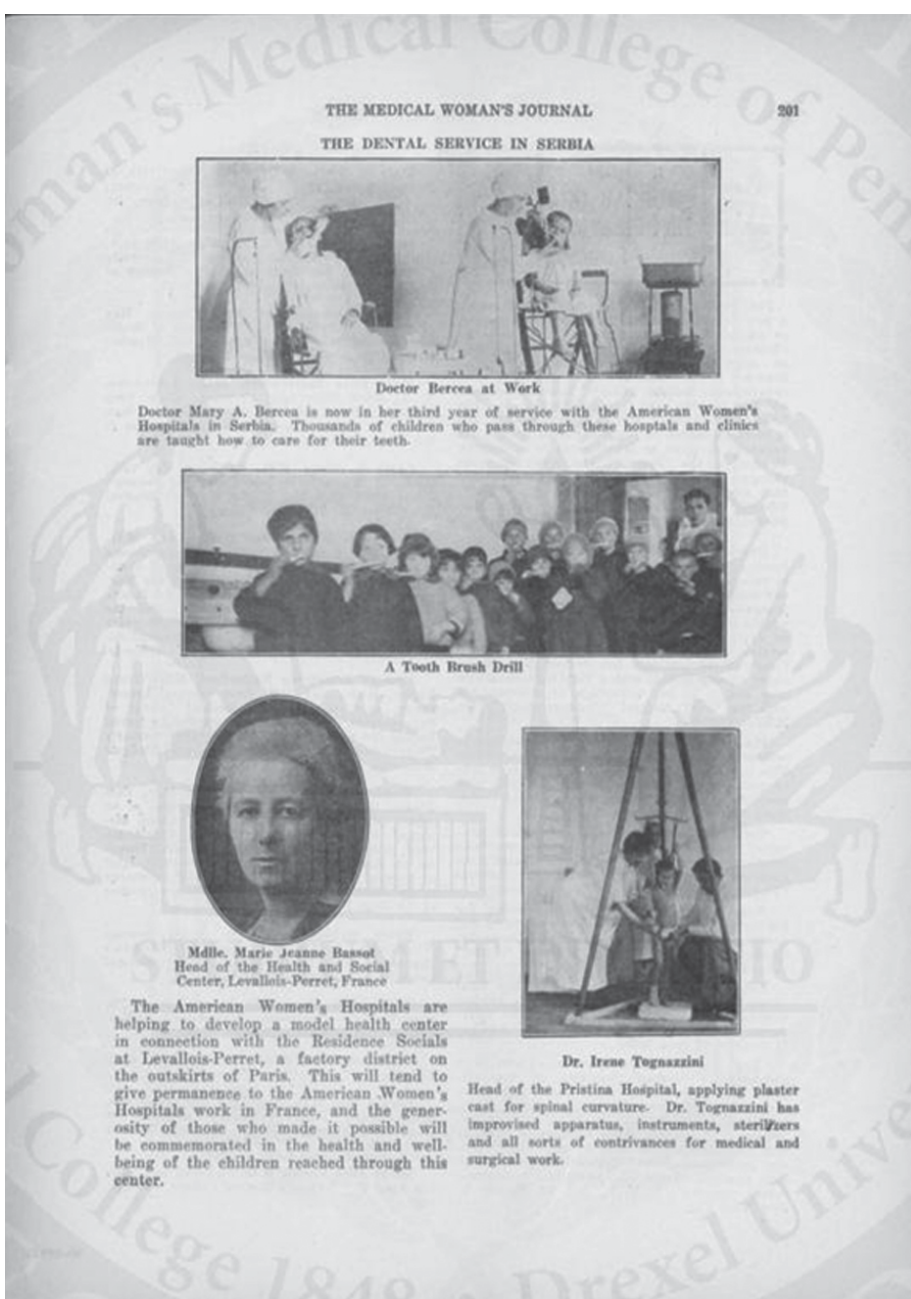 Woman's Medical College of Penn
THE MEDICAL WOMAN'S JOURNAL 201
THE DENTAL SERVICE IN SERBIA
Doctor Bercea at Work
Doctor Mary A. Bercea is now in her third year of service with the American Women's
Hospitals in Serbia. Thousands of children who pass through these hosptals and clinics
are taught how to care for their teeth.
A Tooth Brush Drill
Mdlle. Marie Jeanne Bassot
Head of the Health and Social
Center, Levallois-Perret, France
The American Women's Hospitals are
helping to develop a model health center
in connection with the Residence Socials
at Levallois-Perret, a factory district on
the outskirts of Paris. This will tend to
give permanence to the American Women's
Hospitals work in France, and the gener-
osity of those who made it possible will
be commemorated in the health and well-
being of the children reached through this
center.
Dr. Irene Tognazzini
Head of the Pristina Hospital, applying plaster
cast for spinal curvature. Dr. Tognazzini has
improvised apparatus, instruments, sterilizers
and all sorts of contrivances for medical and
surgical work.
College 1848 · Drexel Univer